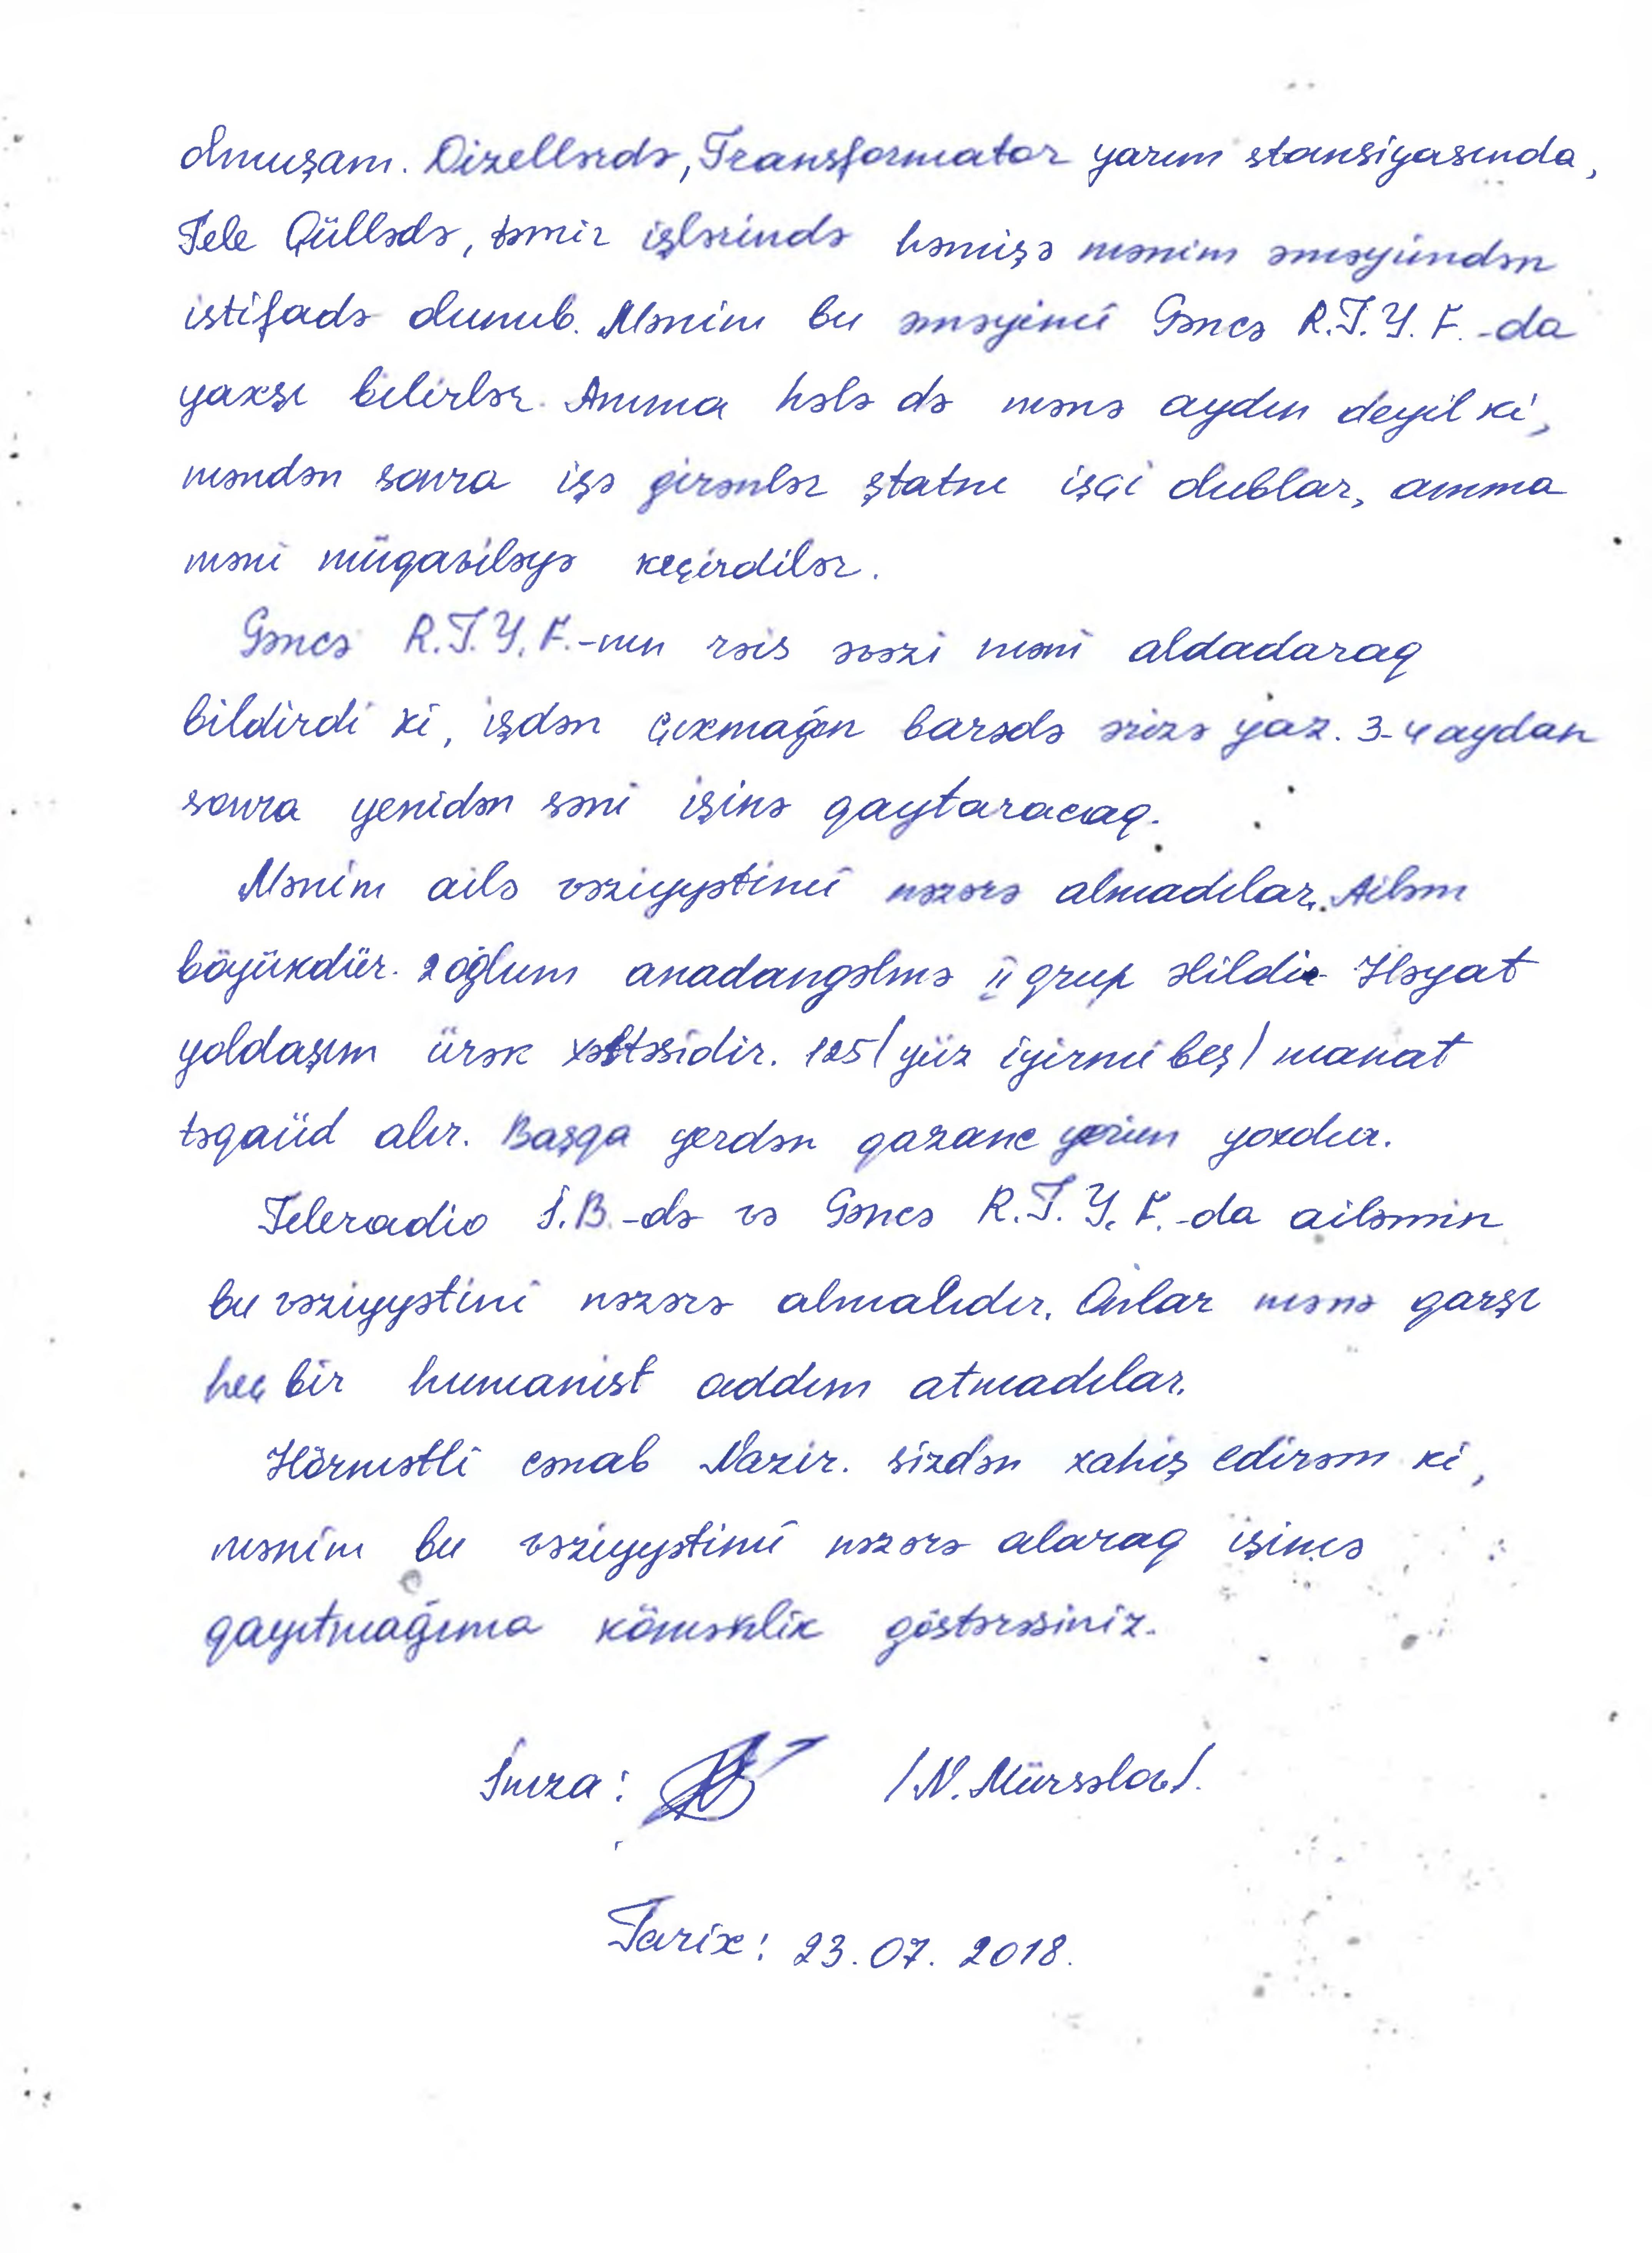 olmuşam. Dizellərdə, Transformator yarım stansiyasında,
Tele Qüllədə, təmir işlərində həmişə mənim əməyimdən
istifadə olunub. Mənim bu əməyimi Gəncə R.T.Y.F.-da
yaxşı bilirlər. Amma hələ də mənə aydın deyil ki,
məndən sonra işə girənlər ştatnı işçi olublar, amma
məni müqaviləyə keçirdilər.
Gəncə R.T.Y.F.-nın rəis əvəzi məni aldadaraq
bildirdi ki, işdən çıxmağın barədə ərizə yaz. 3-4 aydan
sonra yenidən səni işinə qaytaracaq.
Mənim ailə vəziyyətimi nəzərə almadılar. Ailəm
böyükdür. 2 oğlum anadangəlmə II qrup əlildir Həyat
yoldaşım ürək xəstəsidir. 125/yüz iyirmi beş/ manat
təqaüd alır. Başqa yerdən qazanc yerim yoxdur.
Teleradio İ.B.-də və Gəncə R.T.Y.F.-da ailəmin
bu vəziyyətini nəzərə almalıdır. Onlar mənə qarşı
heç bir humanist addım atmadılar.
Hörmətli cənab Nazir. sizdən xahiş edirəm ki,
mənim bu vəziyyətimi nəzərə alaraq işimə
qayıtmağıma köməklik göstərəsiniz.
İmza: /N. Mürsəlov/.
Tarix: 23.07.2018.